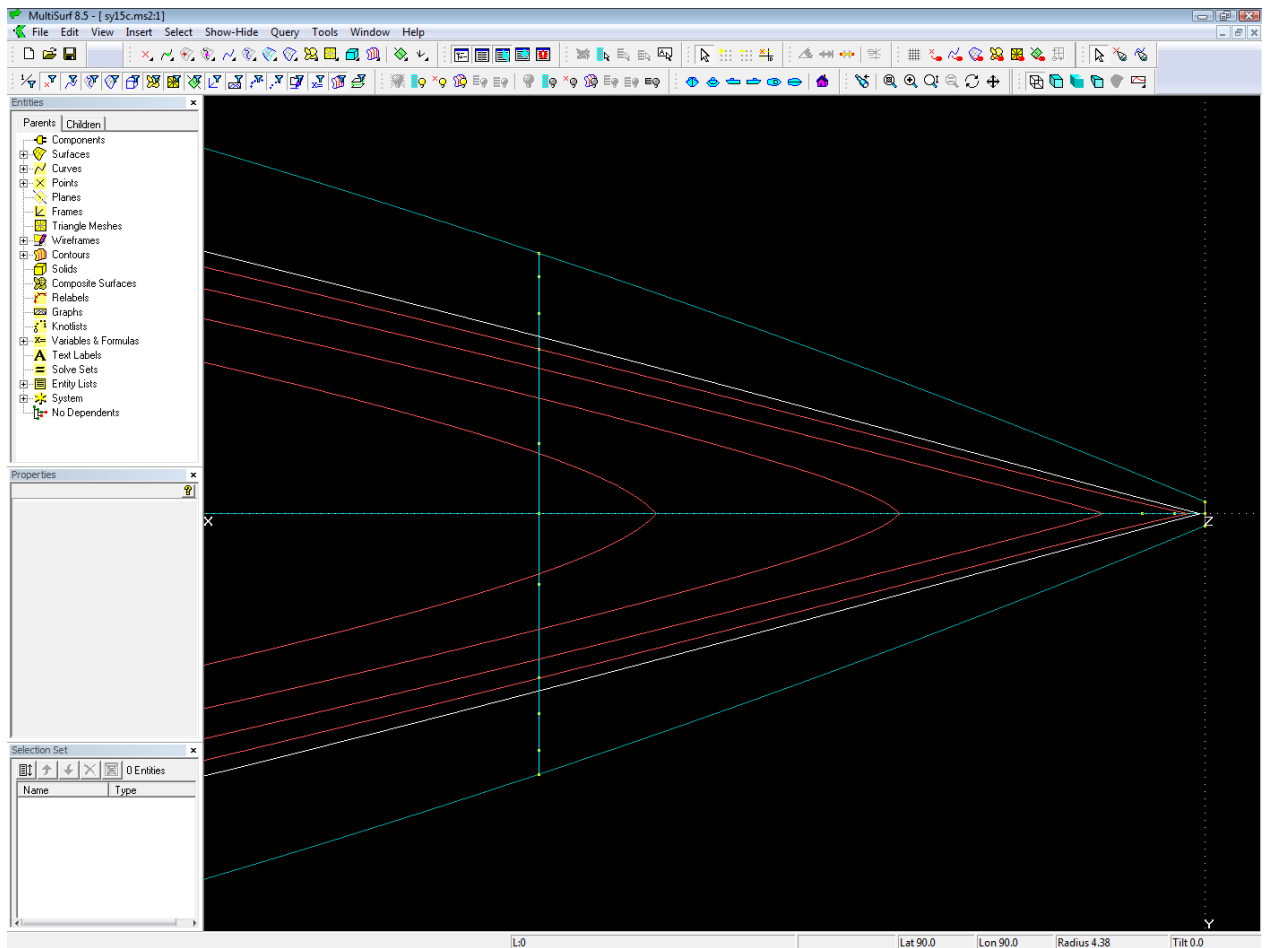 MultiSurf 8.5 - [ sy15c.ms2:1]
File Edit View Insert Select Show-Hide Query Tools Window Help
Entities
Parents Children
Components
Surfaces
Curves
Points
Planes
Frames
Triangle Meshes
Wireframes
Contours
Solids
Composite Surfaces
Relabels
Graphs
Knotlists
Variables & Formulas
Text Labels
Solve Sets
Entity Lists
System
No Dependents
Properties
Selection Set
0 Entities
Name Type
X
Z
Y
L:0 Lat 90.0 Lon 90.0 Radius 4.38 Tilt 0.0